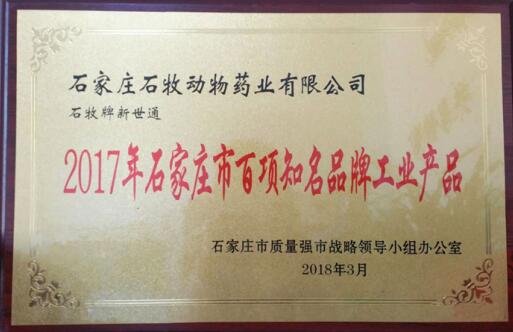 石家庄石牧动物药业有限公司
石牧牌新世通
2017年石家庄市百项知名品牌工业产品
石家庄市质量强市战略领导小组办公室
2018年3月